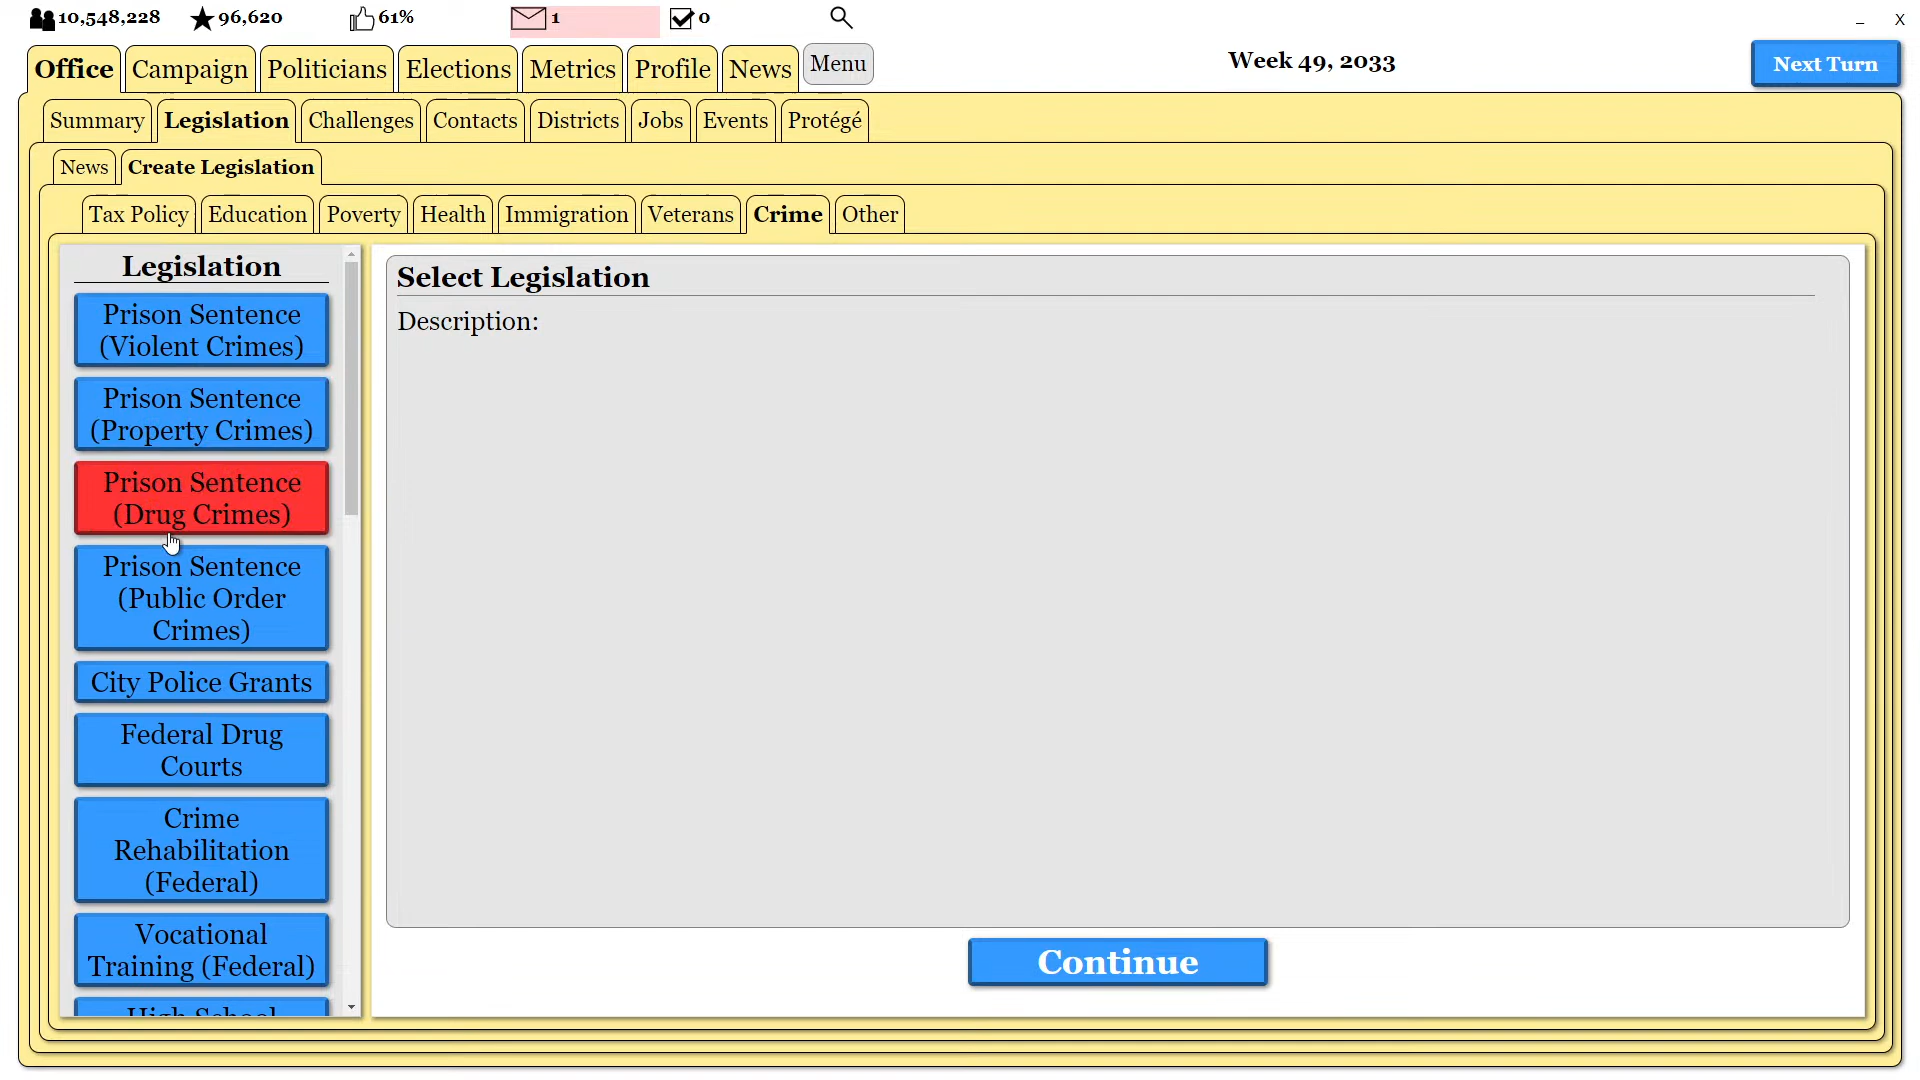 10,548,228 96,620 61% 1 0
_ X
Office Campaign Politicians Elections Metrics Profile News Menu
Week 49, 2033
Next Turn
Summary Legislation Challenges Contacts Districts Jobs Events Protégé
News Create Legislation
Tax Policy Education Poverty Health Immigration Veterans Crime Other
Legislation
Prison Sentence
(Violent Crimes)
Prison Sentence
(Property Crimes)
Prison Sentence
(Drug Crimes)
Prison Sentence
(Public Order
Crimes)
City Police Grants
Federal Drug
Courts
Crime
Rehabilitation
(Federal)
Vocational
Training (Federal)
High School
Select Legislation
Description:
Continue